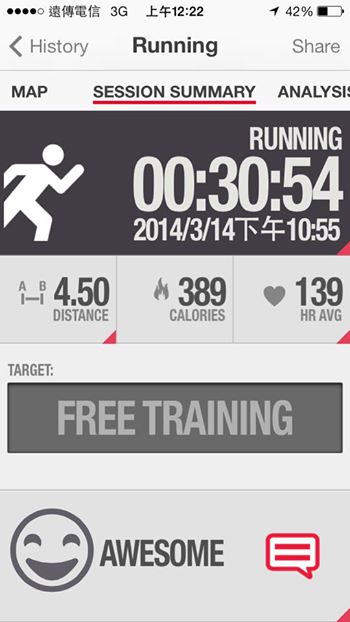 遠傳電信 3G 上午12:22 42%
History Running Share
MAP SESSION SUMMARY ANALYSIS
RUNNING
00:30:54
2014/3/14下午10:55
A B 4.50 389 139
DISTANCE CALORIES HR AVG
TARGET:
FREE TRAINING
AWESOME